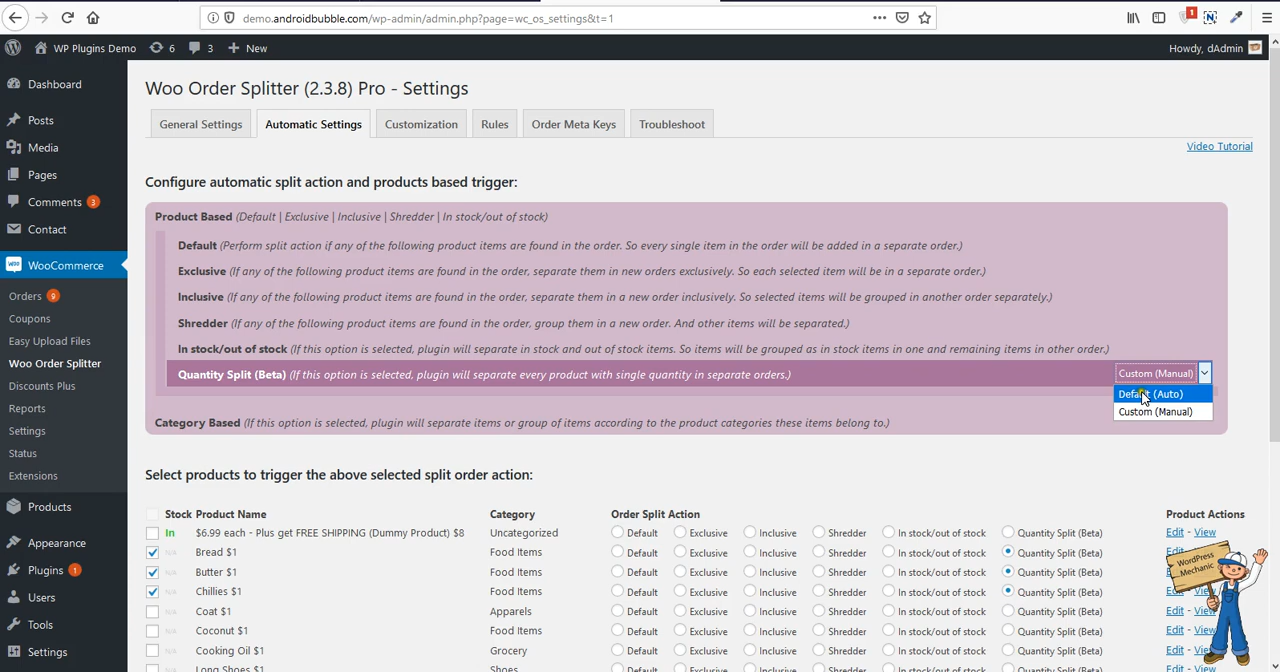 demo.androidbubble.com/wp-admin/admin.php?page=wc_os_settings&t=1
1
WP Plugins Demo 6 3 New Howdy, dAdmin
Dashboard
Posts
Media
Pages
Comments 3
Contact
WooCommerce
Orders 9
Coupons
Easy Upload Files
Woo Order Splitter
Discounts Plus
Reports
Settings
Status
Extensions
Products
Appearance
Plugins 1
Users
Tools
Settings
Woo Order Splitter (2.3.8) Pro - Settings
General Settings Automatic Settings Customization Rules Order Meta Keys Troubleshoot
Video Tutorial
Configure automatic split action and products based trigger:
Product Based (Default | Exclusive | Inclusive | Shredder | In stock/out of stock)
Default (Perform split action if any of the following product items are found in the order. So every single item in the order will be added in a separate order.)
Exclusive (If any of the following product items are found in the order, separate them in new orders exclusively. So each selected item will be in a separate order.)
Inclusive (If any of the following product items are found in the order, separate them in a new order inclusively. So selected items will be grouped in another order separately.)
Shredder (If any of the following product items are found in the order, group them in a new order. And other items will be separated.)
In stock/out of stock (If this option is selected, plugin will separate in stock and out of stock items. So items will be grouped as in stock items in one and remaining items in other order.)
Quantity Split (Beta) (If this option is selected, plugin will separate every product with single quantity in separate orders.) Custom (Manual)
Default (Auto)
Custom (Manual)
Category Based (If this option is selected, plugin will separate items or group of items according to the product categories these items belong to.)
Select products to trigger the above selected split order action:
Stock Product Name Category Order Split Action Product Actions
In $6.99 each - Plus get FREE SHIPPING (Dummy Product) $8 Uncategorized Default Exclusive Inclusive Shredder In stock/out of stock Quantity Split (Beta) Edit - View
N/A Bread $1 Food Items Default Exclusive Inclusive Shredder In stock/out of stock Quantity Split (Beta)
N/A Butter $1 Food Items Default Exclusive Inclusive Shredder In stock/out of stock Quantity Split (Beta)
N/A Chillies $1 Food Items Default Exclusive Inclusive Shredder In stock/out of stock Quantity Split (Beta)
N/A Coat $1 Apparels Default Exclusive Inclusive Shredder In stock/out of stock Quantity Split (Beta) Edit - View
N/A Coconut $1 Food Items Default Exclusive Inclusive Shredder In stock/out of stock Quantity Split (Beta) Edit - View
N/A Cooking Oil $1 Grocery Default Exclusive Inclusive Shredder In stock/out of stock Quantity Split (Beta) Edit - View
Long Shoes $1 Shoes Default Exclusive Inclusive Shredder In stock/out of stock Quantity Split (Beta) Edit
WordPress
Mechanic